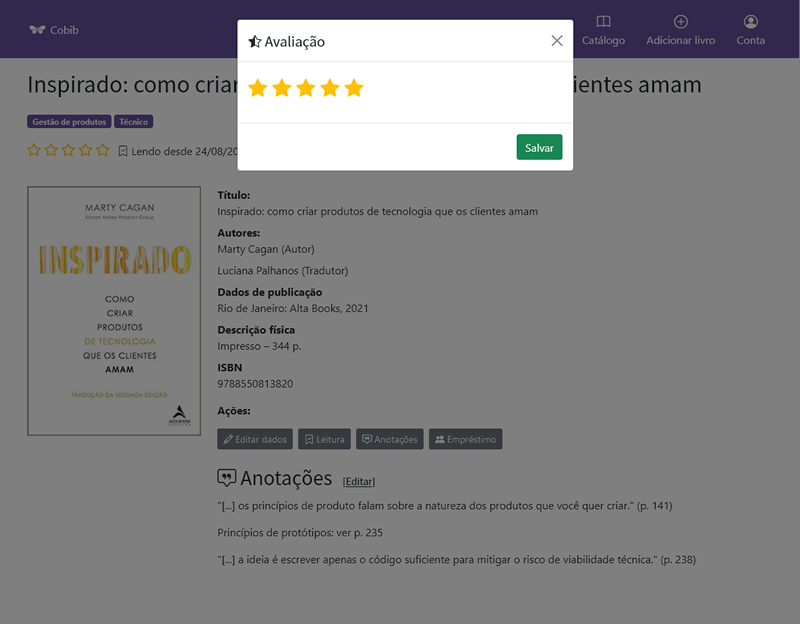 Cobib
Catálogo
Adicionar livro
Conta
Avaliação
Salvar
Inspirado: como criar
ientes amam
Gestão de produtos
Técnico
Lendo desde 24/08/20
MARTY CAGAN
Silicon Valley Product Group
INSPIRADO
COMO
CRIAR
PRODUTOS
DE TECNOLOGIA
QUE OS CLIENTES
AMAM
TRADUÇÃO DA SEGUNDA EDIÇÃO
ALTA BOOKS
EDITORA
Título:
Inspirado: como criar produtos de tecnologia que os clientes amam
Autores:
Marty Cagan (Autor)
Luciana Palhanos (Tradutor)
Dados de publicação
Rio de Janeiro: Alta Books, 2021
Descrição física
Impresso – 344 p.
ISBN
9788550813820
Ações:
Editar dados
Leitura
Anotações
Empréstimo
Anotações [Editar]
"[...] os princípios de produto falam sobre a natureza dos produtos que você quer criar." (p. 141)
Princípios de protótipos: ver p. 235
"[...] a ideia é escrever apenas o código suficiente para mitigar o risco de viabilidade técnica." (p. 238)